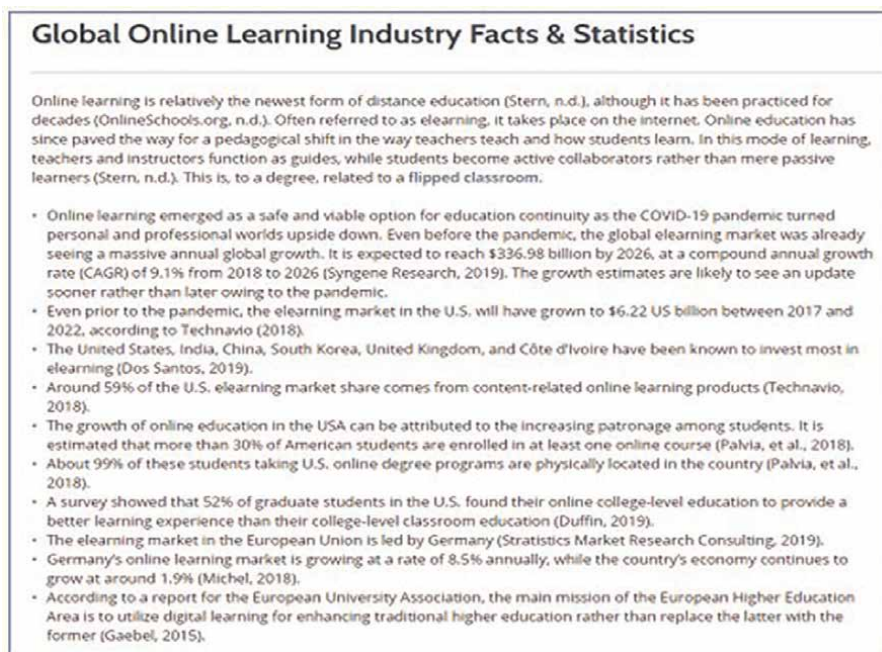 Global Online Learning Industry Facts & Statistics
Online learning is relatively the newest form of distance education (Stern, n.d.), although it has been practiced for
decades (OnlineSchools.org, n.d.). Often referred to as elearning, it takes place on the internet. Online education has
since paved the way for a pedagogical shift in the way teachers teach and how students learn. In this mode of learning,
teachers and instructors function as guides, while students become active collaborators rather than mere passive
learners (Stern, n.d.). This is, to a degree, related to a flipped classroom.
• Online learning emerged as a safe and viable option for education continuity as the COVID-19 pandemic turned
personal and professional worlds upside down. Even before the pandemic, the global elearning market was already
seeing a massive annual global growth. It is expected to reach $336.98 billion by 2026, at a compound annual growth
rate (CAGR) of 9.1% from 2018 to 2026 (Syngene Research, 2019). The growth estimates are likely to see an update
sooner rather than later owing to the pandemic.
• Even prior to the pandemic, the elearning market in the U.S. will have grown to $6.22 US billion between 2017 and
2022, according to Technavio (2018).
• The United States, India, China, South Korea, United Kingdom, and Côte d'Ivoire have been known to invest most in
elearning (Dos Santos, 2019).
• Around 59% of the U.S. elearning market share comes from content-related online learning products (Technavio,
2018).
• The growth of online education in the USA can be attributed to the increasing patronage among students. It is
estimated that more than 30% of American students are enrolled in at least one online course (Palvia, et al., 2018).
• About 99% of these students taking U.S. online degree programs are physically located in the country (Palvia, et al.,
2018).
• A survey showed that 52% of graduate students in the U.S. found their online college-level education to provide a
better learning experience than their college-level classroom education (Duffin, 2019).
• The elearning market in the European Union is led by Germany (Stratistics Market Research Consulting, 2019).
• Germany's online learning market is growing at a rate of 8.5% annually, while the country's economy continues to
grow at around 1.9% (Michel, 2018).
• According to a report for the European University Association, the main mission of the European Higher Education
Area is to utilize digital learning for enhancing traditional higher education rather than replace the latter with the
former (Gaebel, 2015).